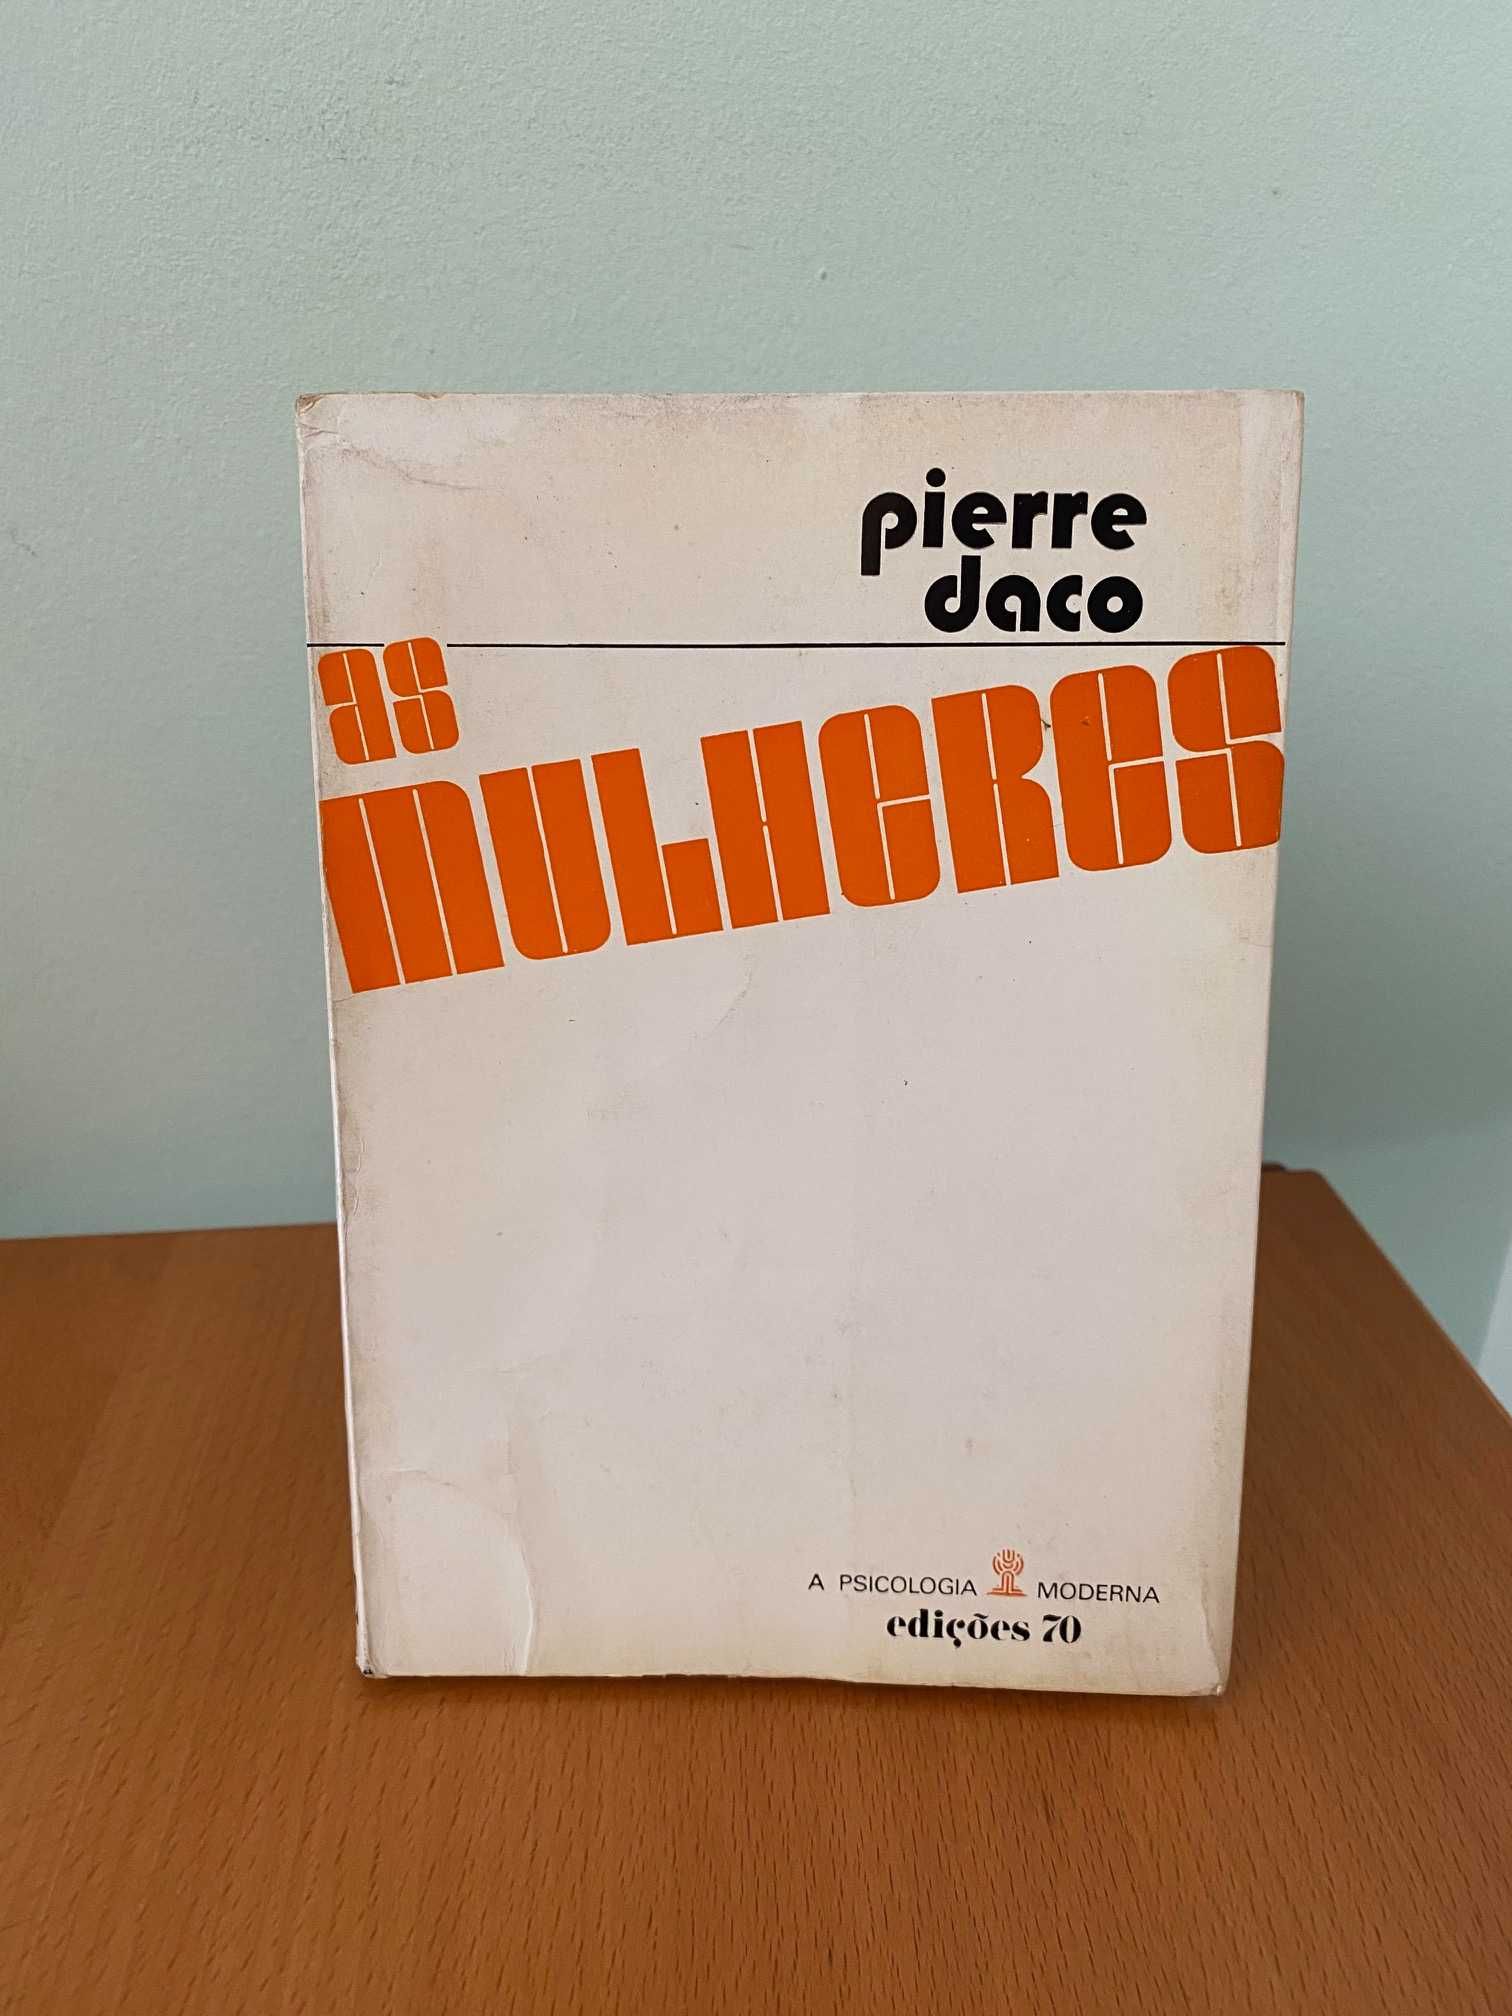 pierre
daco
as
mulheres
A PSICOLOGIA MODERNA
edições 70